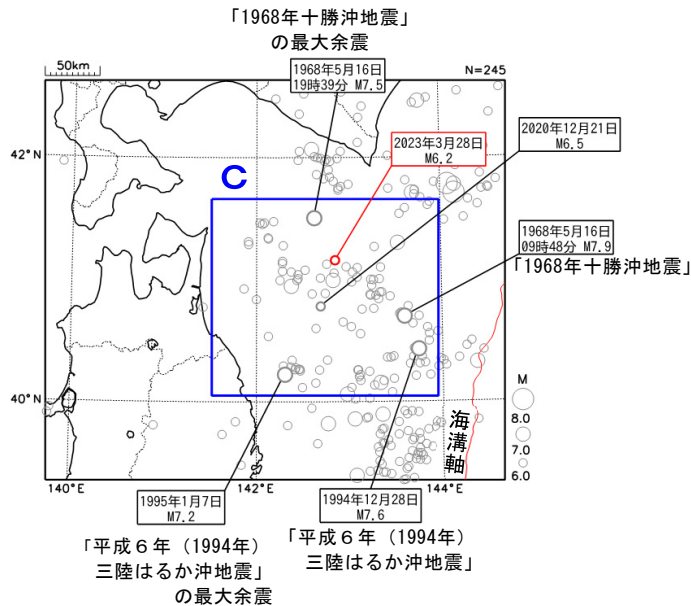 「1968年十勝沖地震」
の最大余震
50km
N=245
1968年5月16日
19時39分 M7.5
2023年3月28日
M6.2
2020年12月21日
M6.5
42°N
C
1968年5月16日
09時48分 M7.9
「1968年十勝沖地震」
M
8.0
7.0
6.0
40°N
海溝軸
140°E
142°E
144°E
1995年1月7日
M7.2
1994年12月28日
M7.6
「平成６年（1994年）
三陸はるか沖地震」
の最大余震
「平成６年（1994年）
三陸はるか沖地震」